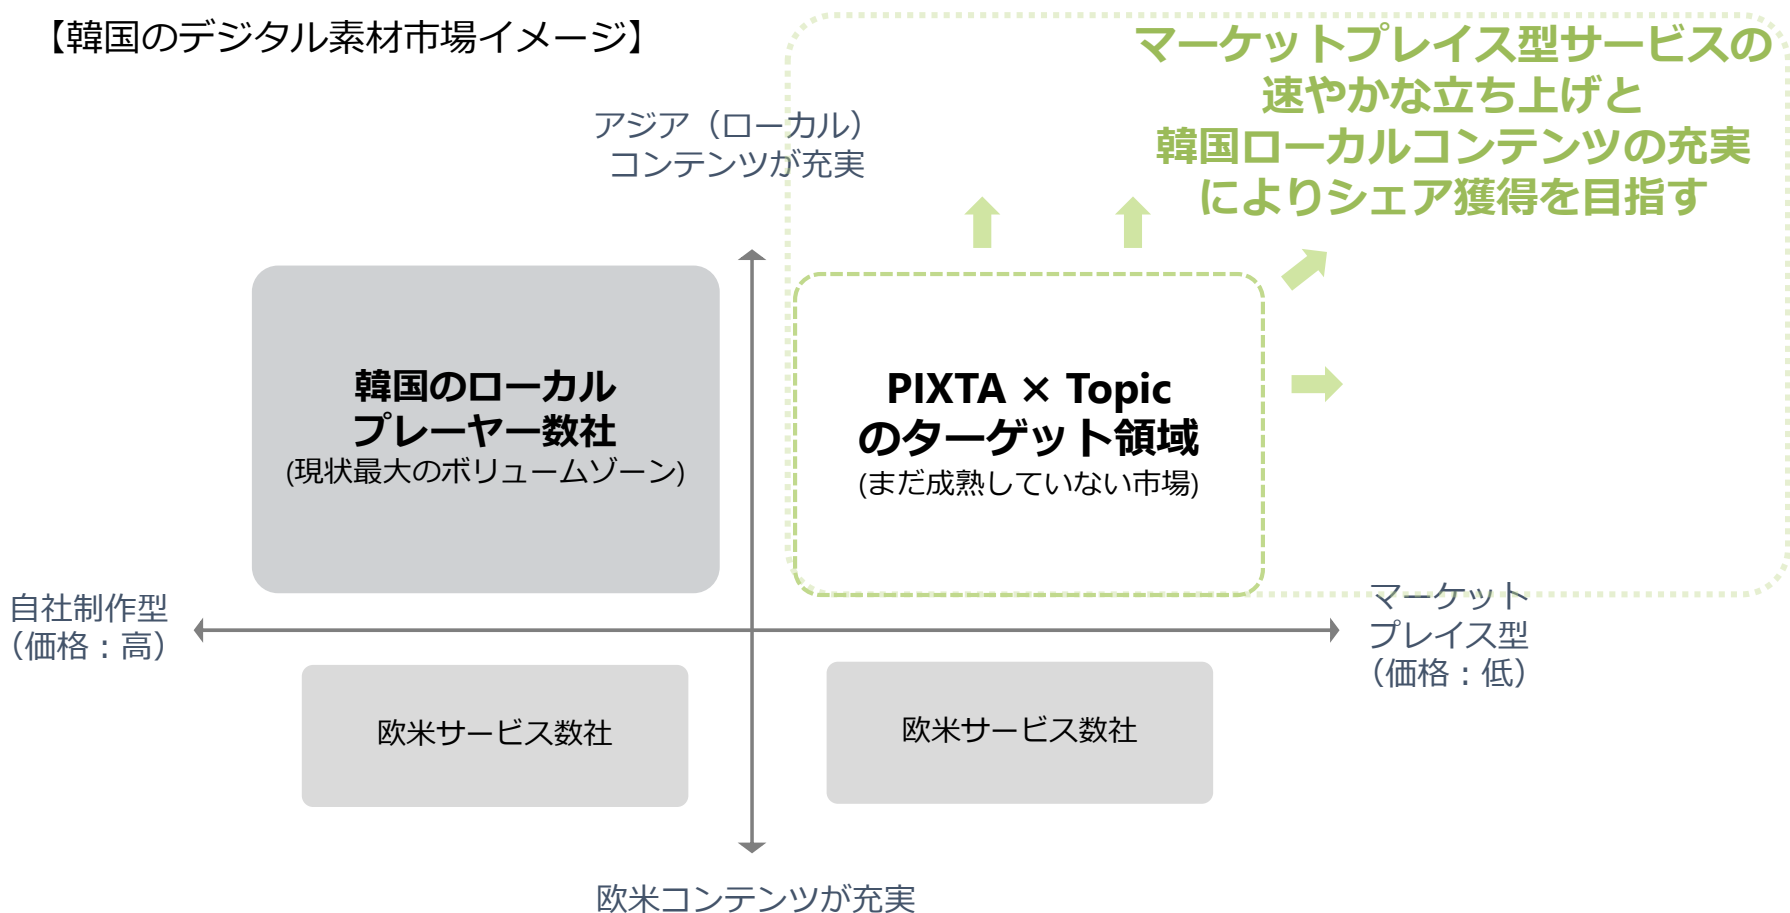 【韓国のデジタル素材市場イメージ】
マーケットプレイス型サービスの
速やかな立ち上げと
韓国ローカルコンテンツの充実
によりシェア獲得を目指す
アジア（ローカル）
コンテンツが充実
韓国のローカル
プレーヤー数社
(現状最大のボリュームゾーン)
PIXTA × Topic
のターゲット領域
(まだ成熟していない市場)
自社制作型
（価格：高）
マーケット
プレイス型
（価格：低）
欧米サービス数社
欧米サービス数社
欧米コンテンツが充実